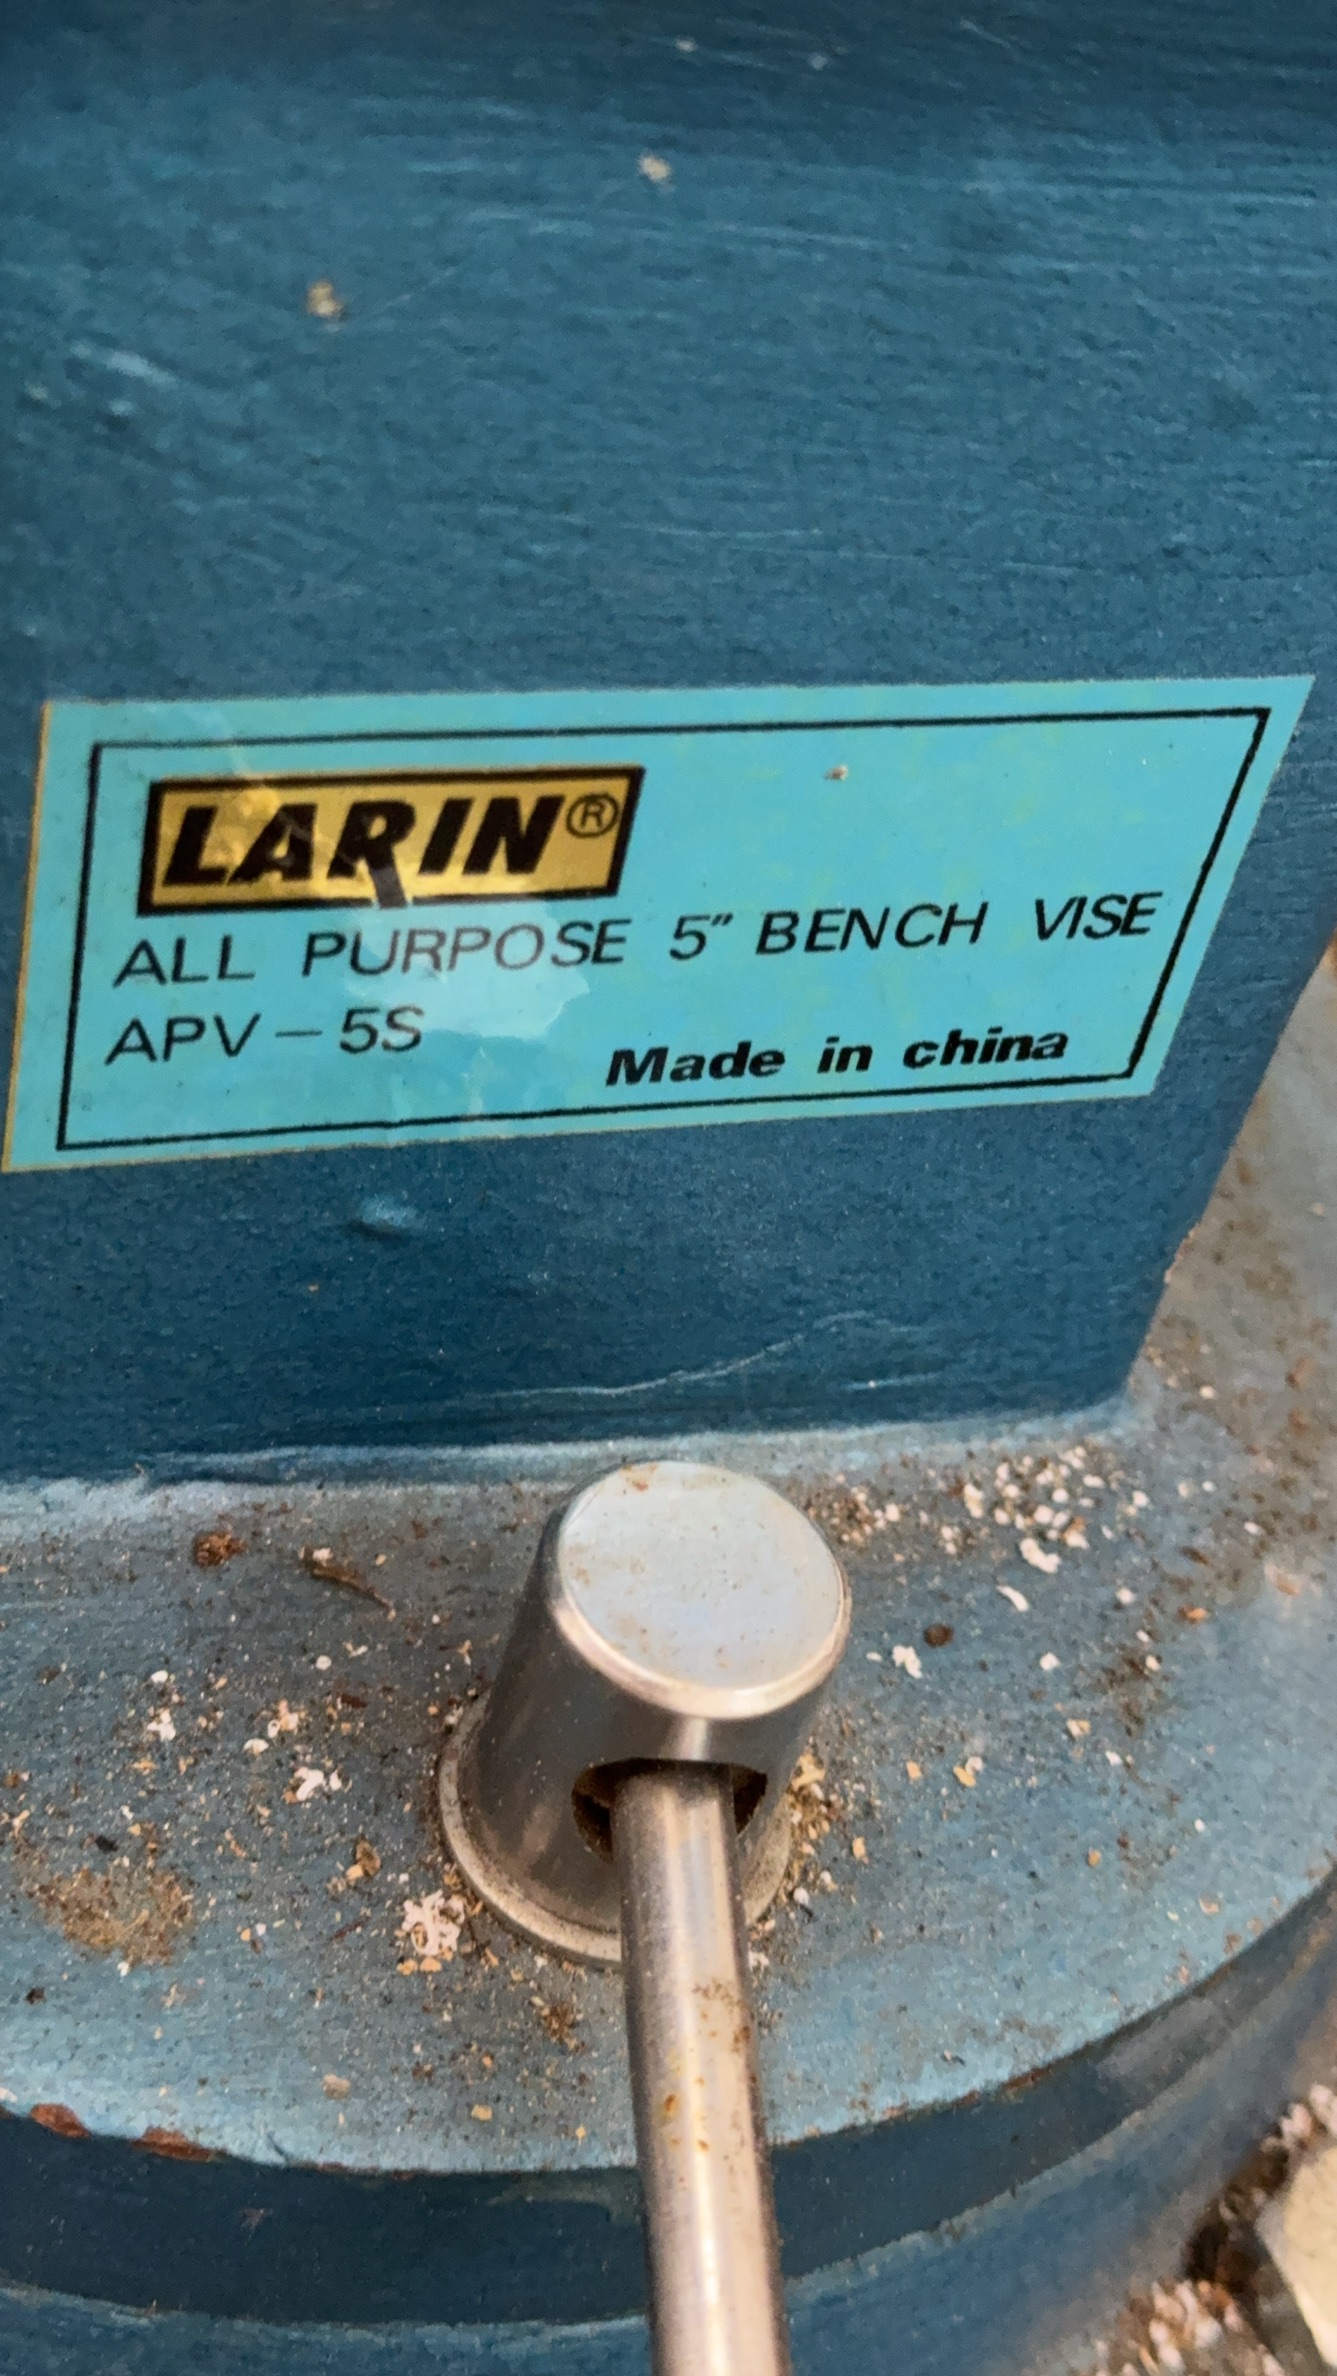 LARIN®
ALL PURPOSE 5" BENCH VISE
APV-5S
Made in china